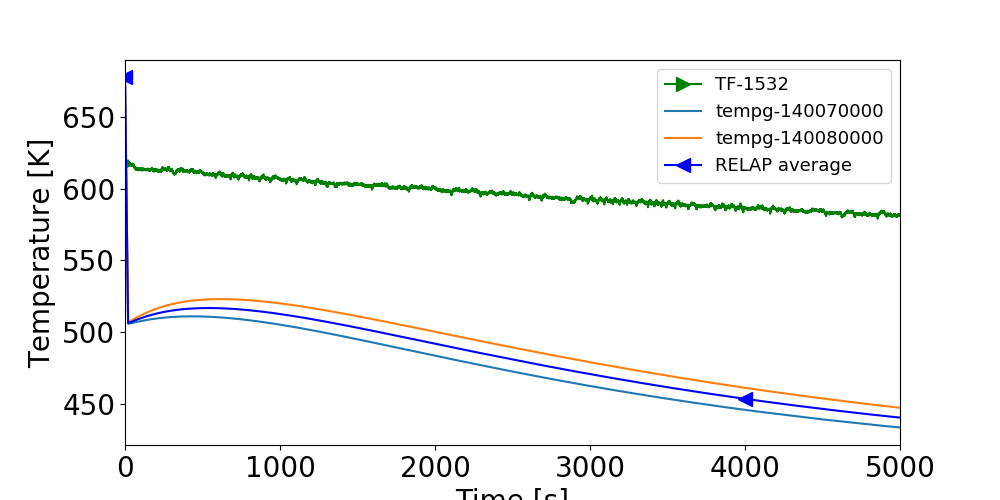 TF-1532
tempg-140070000
tempg-140080000
RELAP average
Temperature [K]
650
600
550
500
450
0 1000 2000 3000 4000 5000
Time [s]